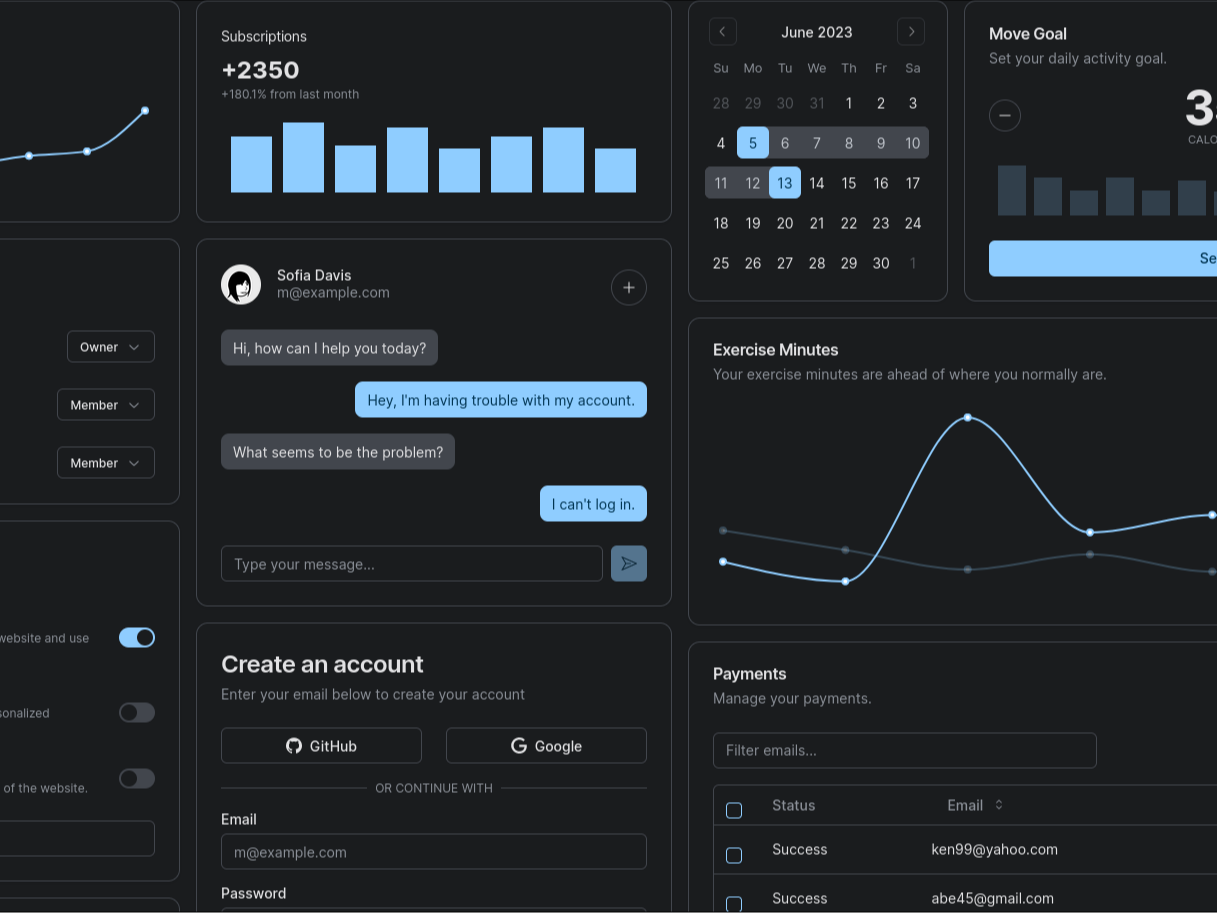 Owner
Member
Member
website and use
sonalized
of the website.
Subscriptions
+2350
+180.1% from last month
Sofia Davis
m@example.com
Hi, how can I help you today?
Hey, I'm having trouble with my account.
What seems to be the problem?
I can't log in.
Type your message...
Create an account
Enter your email below to create your account
GitHub
Google
OR CONTINUE WITH
Email
m@example.com
Password
June 2023
Su Mo Tu We Th Fr Sa
28 29 30 31 1 2 3
4 5 6 7 8 9 10
11 12 13 14 15 16 17
18 19 20 21 22 23 24
25 26 27 28 29 30 1
Move Goal
Set your daily activity goal.
Exercise Minutes
Your exercise minutes are ahead of where you normally are.
Payments
Manage your payments.
Filter emails...
Status Email
Success ken99@yahoo.com
Success abe45@gmail.com